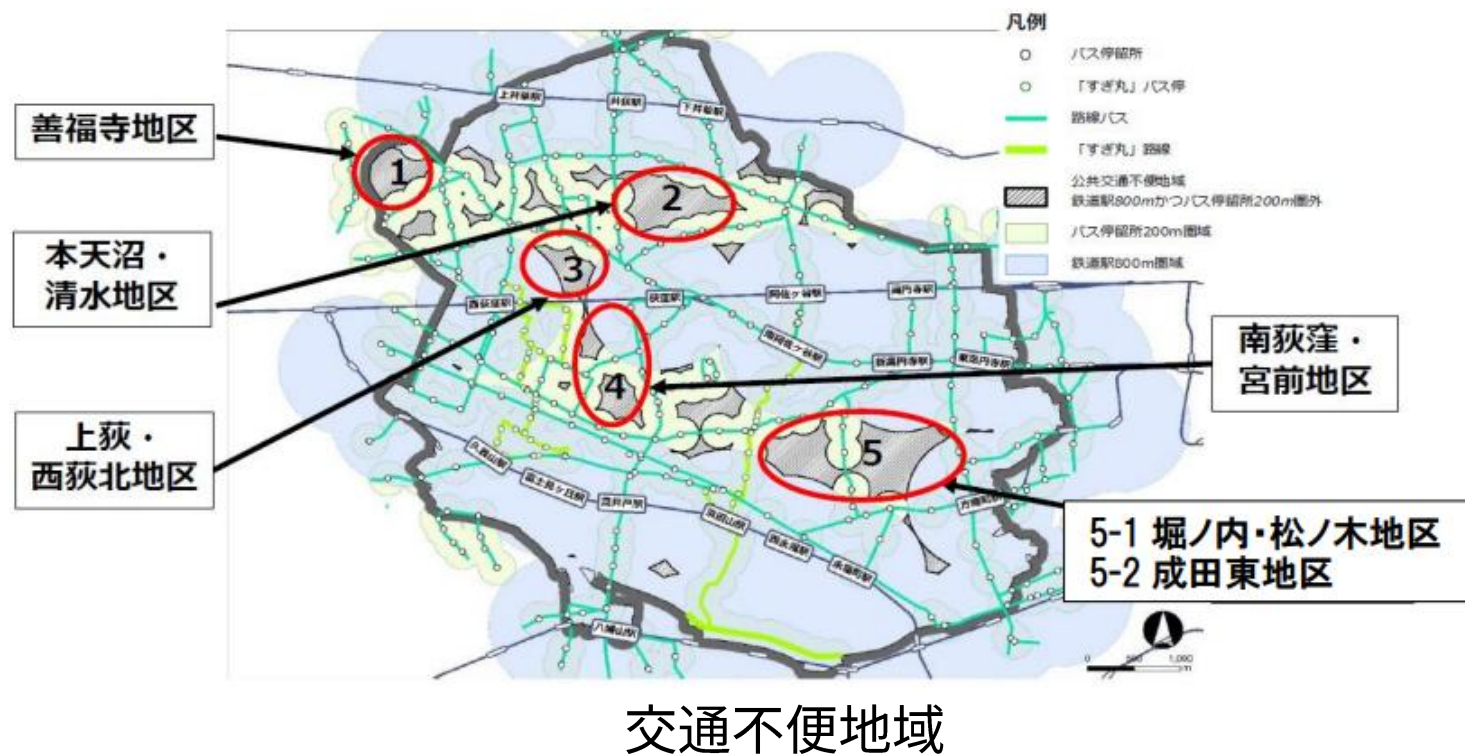 凡例
バス停留所
「すぎ丸」バス停
路線バス
「すぎ丸」路線
公共交通不便地域
鉄道駅800mかつバス停留所200m圏外
バス停留所200m圏域
鉄道駅800m圏域
善福寺地区
本天沼・
清水地区
上荻・
西荻北地区
南荻窪・
宮前地区
5-1 堀ノ内・松ノ木地区
5-2 成田東地区
1
2
3
4
5
上井草駅
井荻駅
下井草駅
西荻窪駅
荻窪駅
阿佐ヶ谷駅
高円寺駅
南阿佐ヶ谷駅
新高円寺駅
東高円寺駅
久我山駅
富士見ヶ丘駅
高井戸駅
浜田山駅
西永福駅
永福町駅
方南町駅
八幡山駅
0 500 1,000
m
交通不便地域